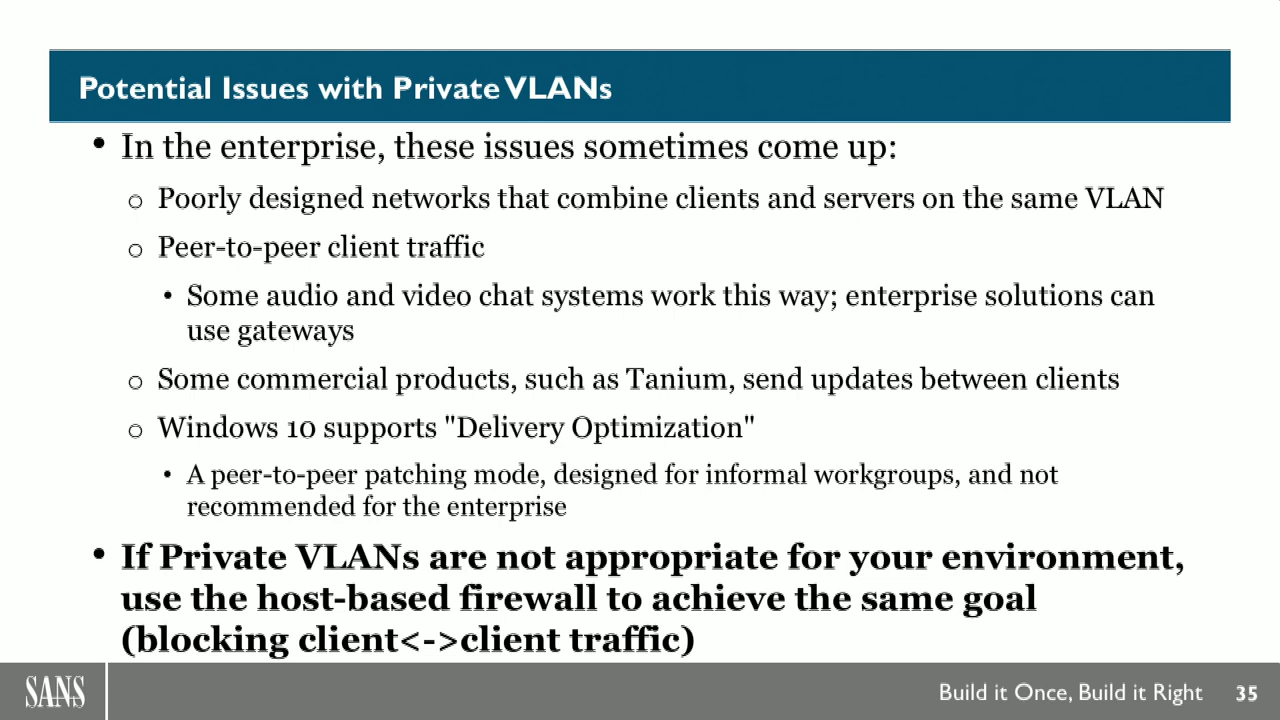 Potential Issues with Private VLANs
• In the enterprise, these issues sometimes come up:
o Poorly designed networks that combine clients and servers on the same VLAN
o Peer-to-peer client traffic
• Some audio and video chat systems work this way; enterprise solutions can
use gateways
o Some commercial products, such as Tanium, send updates between clients
o Windows 10 supports "Delivery Optimization"
• A peer-to-peer patching mode, designed for informal workgroups, and not
recommended for the enterprise
• If Private VLANs are not appropriate for your environment,
use the host-based firewall to achieve the same goal
(blocking client<->client traffic)
SANS
Build it Once, Build it Right 35